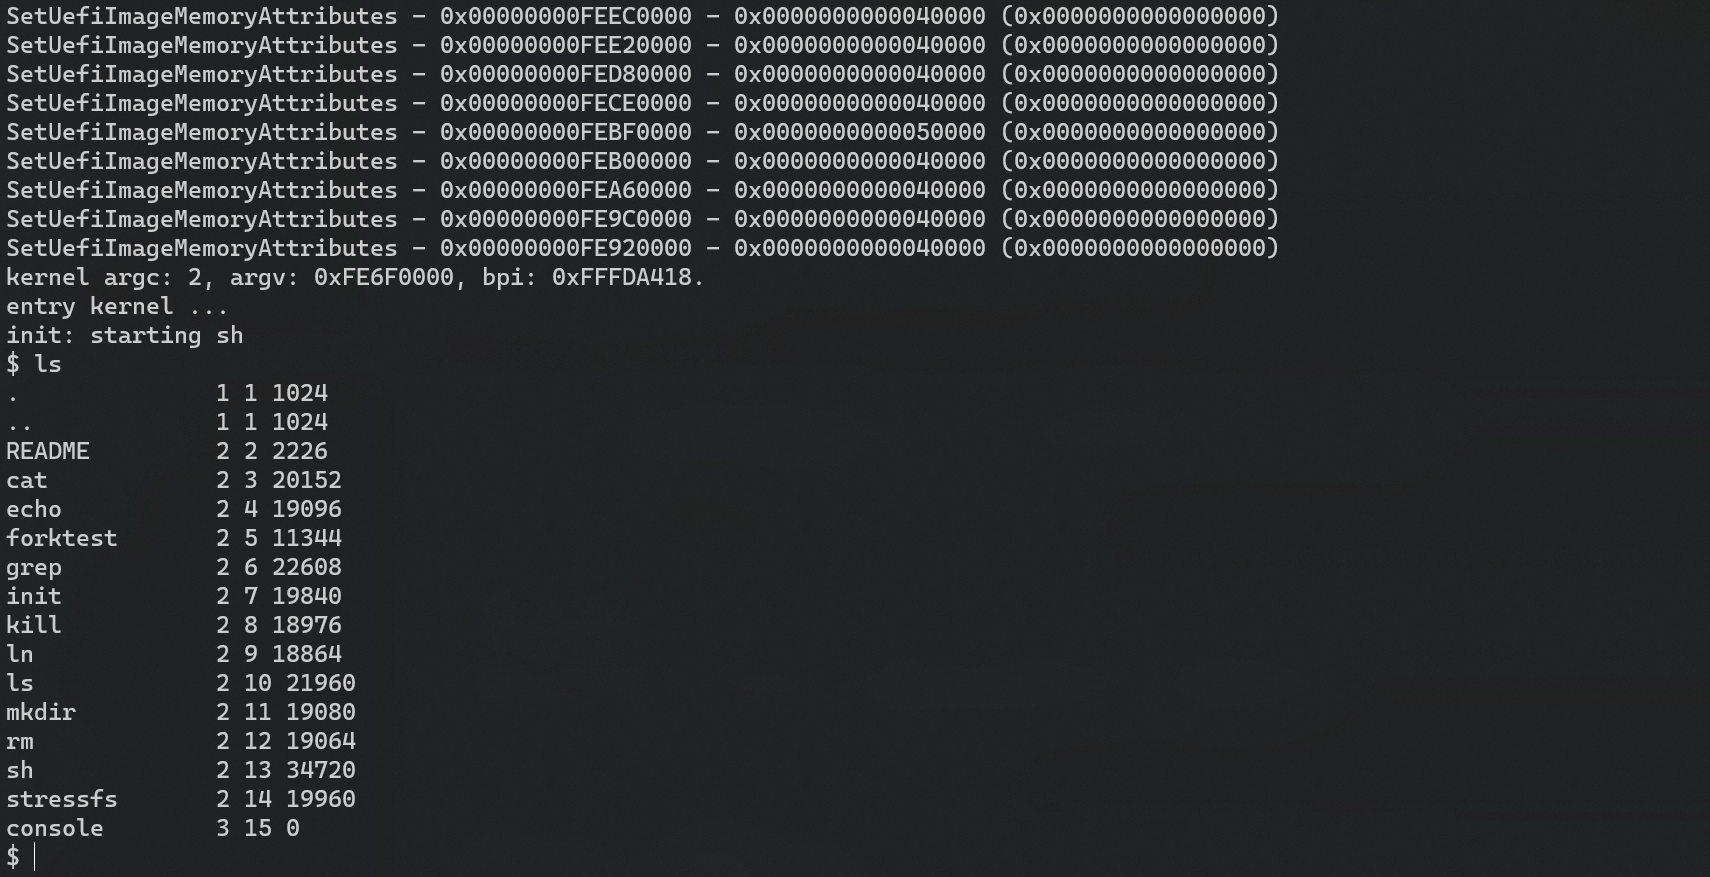 SetUefiImageMemoryAttributes - 0x00000000FEEC0000 - 0x0000000000040000 (0x0000000000000000)
SetUefiImageMemoryAttributes - 0x00000000FEE20000 - 0x0000000000040000 (0x0000000000000000)
SetUefiImageMemoryAttributes - 0x00000000FED80000 - 0x0000000000040000 (0x0000000000000000)
SetUefiImageMemoryAttributes - 0x00000000FECE0000 - 0x0000000000040000 (0x0000000000000000)
SetUefiImageMemoryAttributes - 0x00000000FEBF0000 - 0x0000000000050000 (0x0000000000000000)
SetUefiImageMemoryAttributes - 0x00000000FEB00000 - 0x0000000000040000 (0x0000000000000000)
SetUefiImageMemoryAttributes - 0x00000000FEA60000 - 0x0000000000040000 (0x0000000000000000)
SetUefiImageMemoryAttributes - 0x00000000FE9C0000 - 0x0000000000040000 (0x0000000000000000)
SetUefiImageMemoryAttributes - 0x00000000FE920000 - 0x0000000000040000 (0x0000000000000000)
kernel argc: 2, argv: 0xFE6F0000, bpi: 0xFFFDA418.
entry kernel ...
init: starting sh
$ ls
.              1 1 1024
..             1 1 1024
README         2 2 2226
cat            2 3 20152
echo           2 4 19096
forktest       2 5 11344
grep           2 6 22608
init           2 7 19840
kill           2 8 18976
ln             2 9 18864
ls             2 10 21960
mkdir          2 11 19080
rm             2 12 19064
sh             2 13 34720
stressfs       2 14 19960
console        3 15 0
$